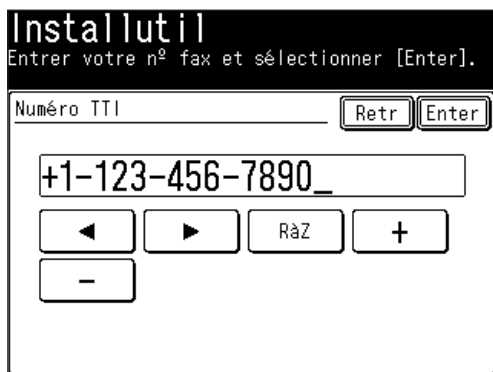 Installutil
Entrer votre nº fax et sélectionner [Enter].
Numéro TTI Retr Enter
+1-123-456-7890_
◄ ► RàZ +
−